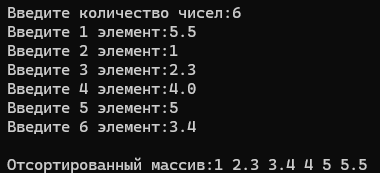 Введите количество чисел:6
Введите 1 элемент:5.5
Введите 2 элемент:1
Введите 3 элемент:2.3
Введите 4 элемент:4.0
Введите 5 элемент:5
Введите 6 элемент:3.4
Отсортированный массив:1 2.3 3.4 4 5 5.5